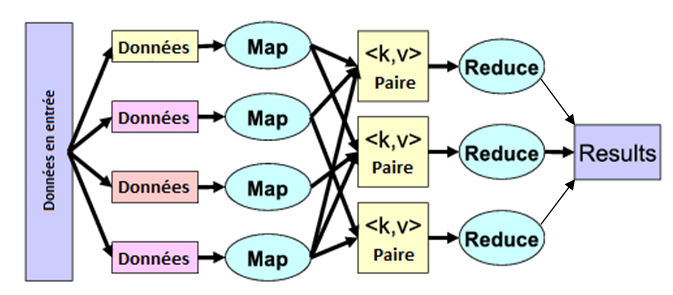 Données en entrée
Données
Map
Données
Map
Données
Map
Données
Map
<k,v>
Paire
<k,v>
Paire
<k,v>
Paire
Reduce
Reduce
Reduce
Results